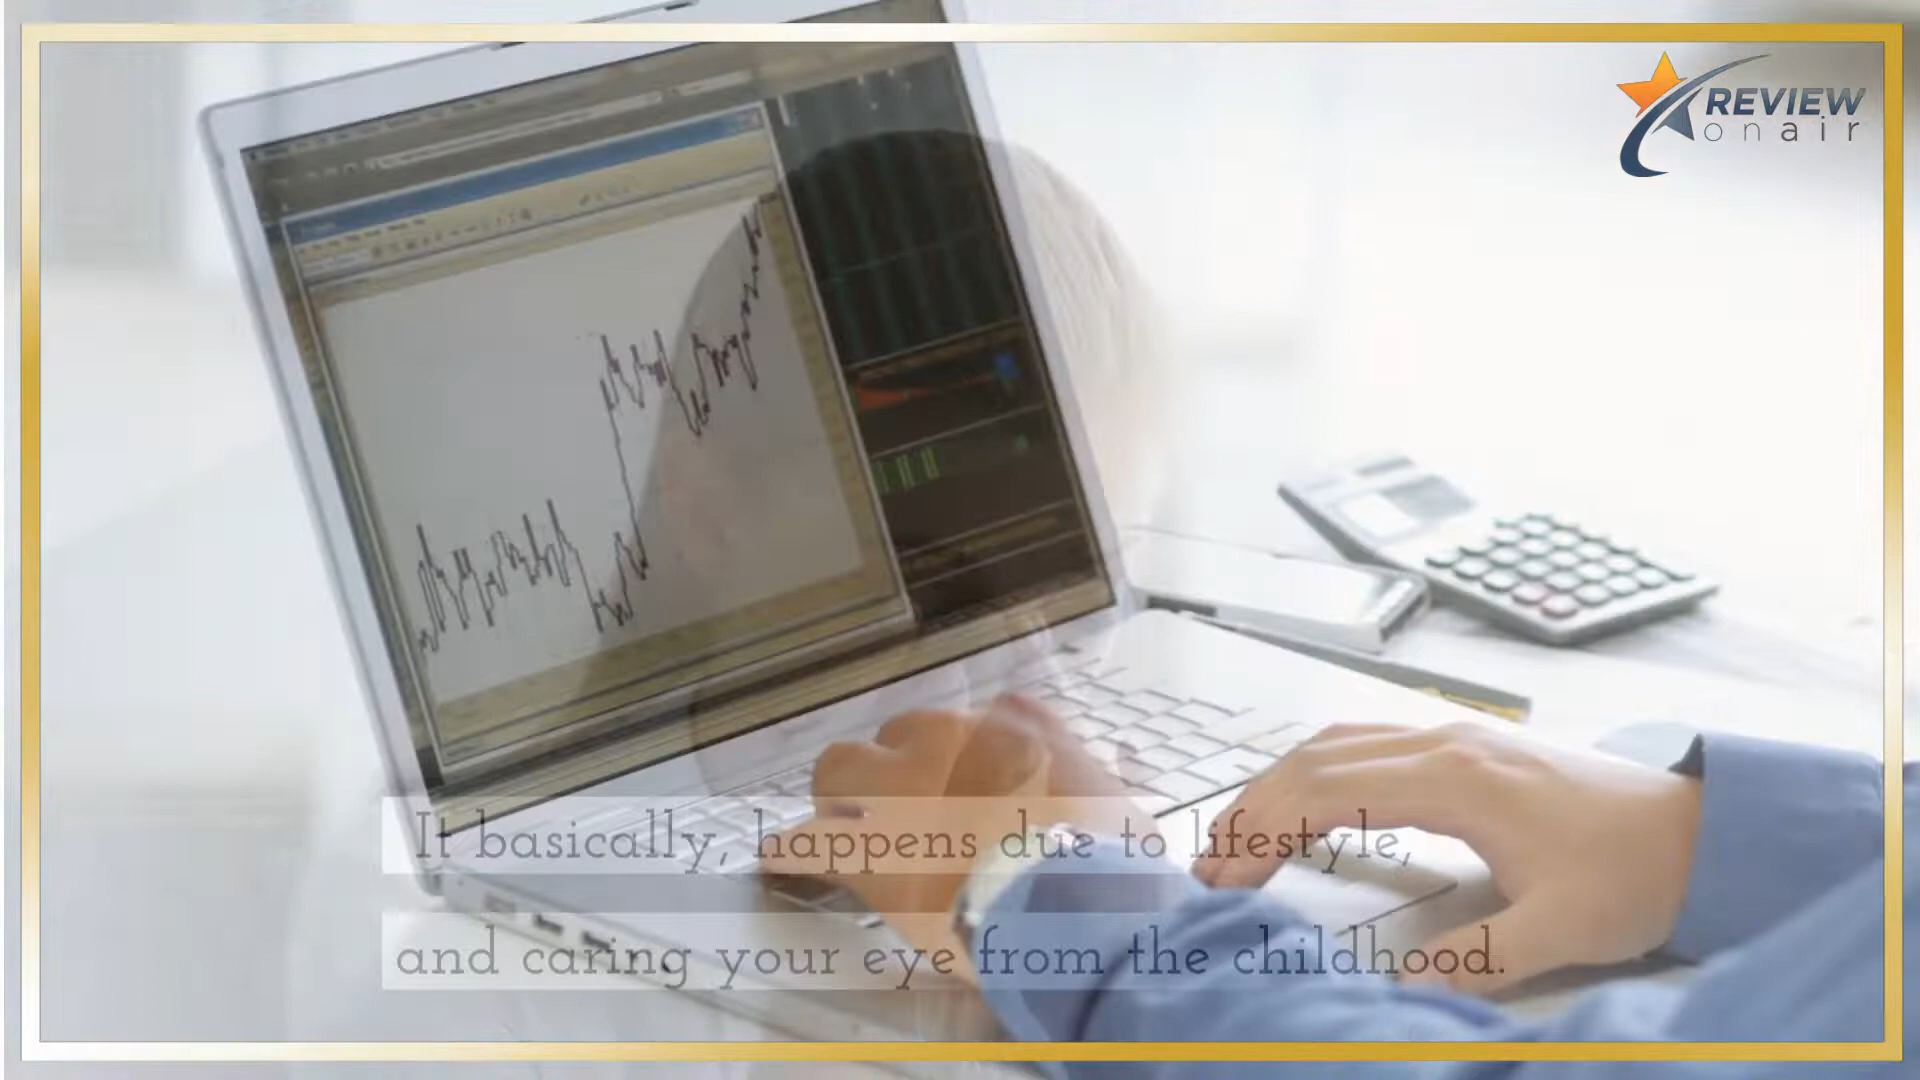 REVIEW
onair
It basically, happens due to lifestyle,
and caring your eye from the childhood.